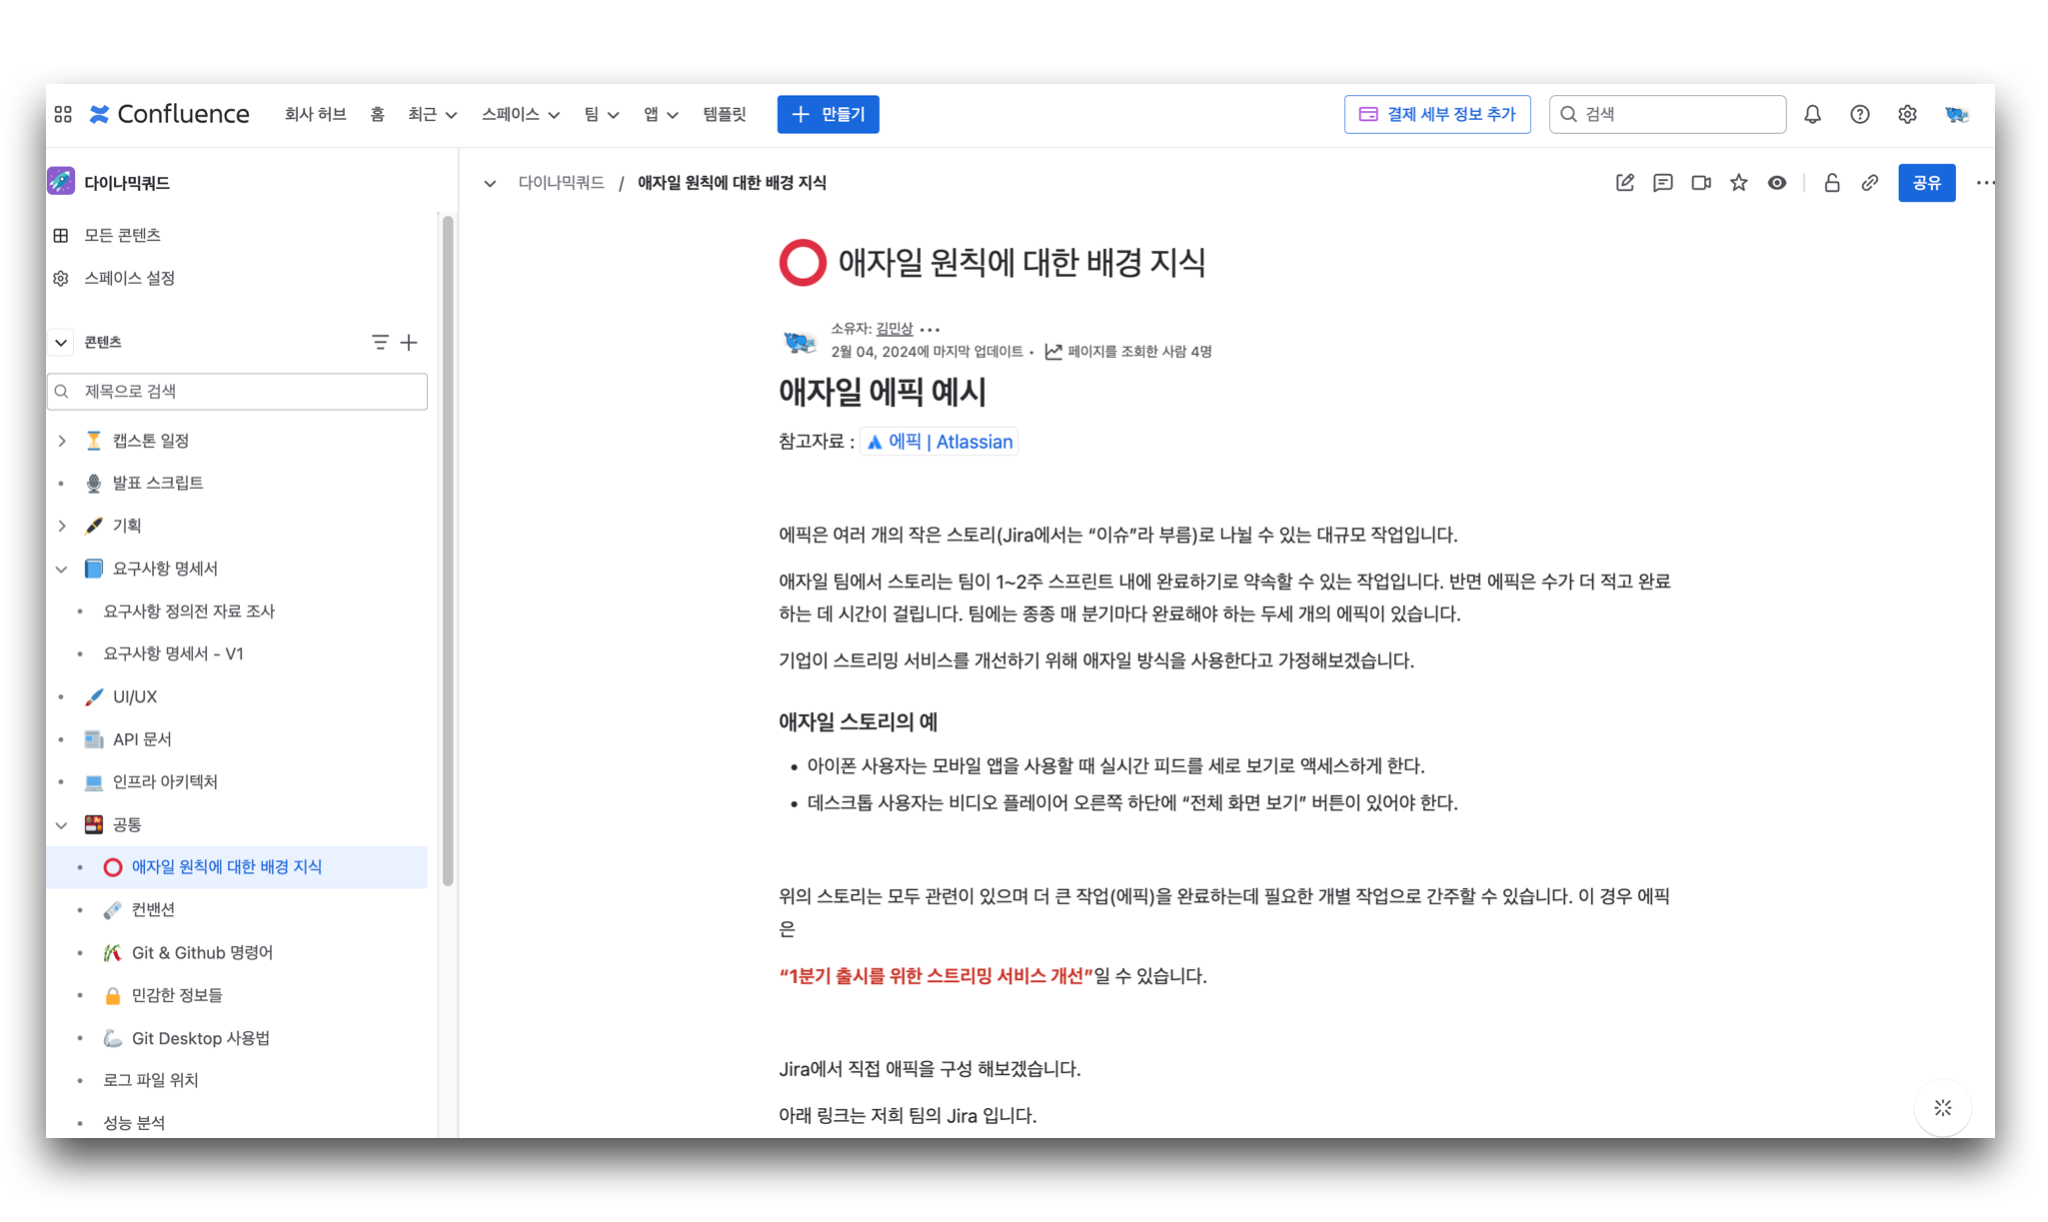 Confluence 회사 허브 홈 최근 스페이스 팀 앱 템플릿 만들기 결제 세부 정보 추가 검색
다이나믹쿼드
모든 콘텐츠
스페이스 설정
콘텐츠
제목으로 검색
캡스톤 일정
발표 스크립트
기획
요구사항 명세서
요구사항 정의전 자료 조사
요구사항 명세서 - V1
UI/UX
API 문서
인프라 아키텍처
공통
애자일 원칙에 대한 배경 지식
컨밴션
Git & Github 명령어
민감한 정보들
Git Desktop 사용법
로그 파일 위치
성능 분석
다이나믹쿼드 / 애자일 원칙에 대한 배경 지식
공유
애자일 원칙에 대한 배경 지식
소유자: 김민상
2월 04, 2024에 마지막 업데이트 • 페이지를 조회한 사람 4명
애자일 에픽 예시
참고자료 : 에픽 | Atlassian
에픽은 여러 개의 작은 스토리(Jira에서는 “이슈”라 부름)로 나뉠 수 있는 대규모 작업입니다.
애자일 팀에서 스토리는 팀이 1~2주 스프린트 내에 완료하기로 약속할 수 있는 작업입니다. 반면 에픽은 수가 더 적고 완료
하는 데 시간이 걸립니다. 팀에는 종종 매 분기마다 완료해야 하는 두세 개의 에픽이 있습니다.
기업이 스트리밍 서비스를 개선하기 위해 애자일 방식을 사용한다고 가정해보겠습니다.
애자일 스토리의 예
• 아이폰 사용자는 모바일 앱을 사용할 때 실시간 피드를 세로 보기로 액세스하게 한다.
• 데스크톱 사용자는 비디오 플레이어 오른쪽 하단에 “전체 화면 보기” 버튼이 있어야 한다.
위의 스토리는 모두 관련이 있으며 더 큰 작업(에픽)을 완료하는데 필요한 개별 작업으로 간주할 수 있습니다. 이 경우 에픽
은
“1분기 출시를 위한 스트리밍 서비스 개선”일 수 있습니다.
Jira에서 직접 애픽을 구성 해보겠습니다.
아래 링크는 저희 팀의 Jira 입니다.